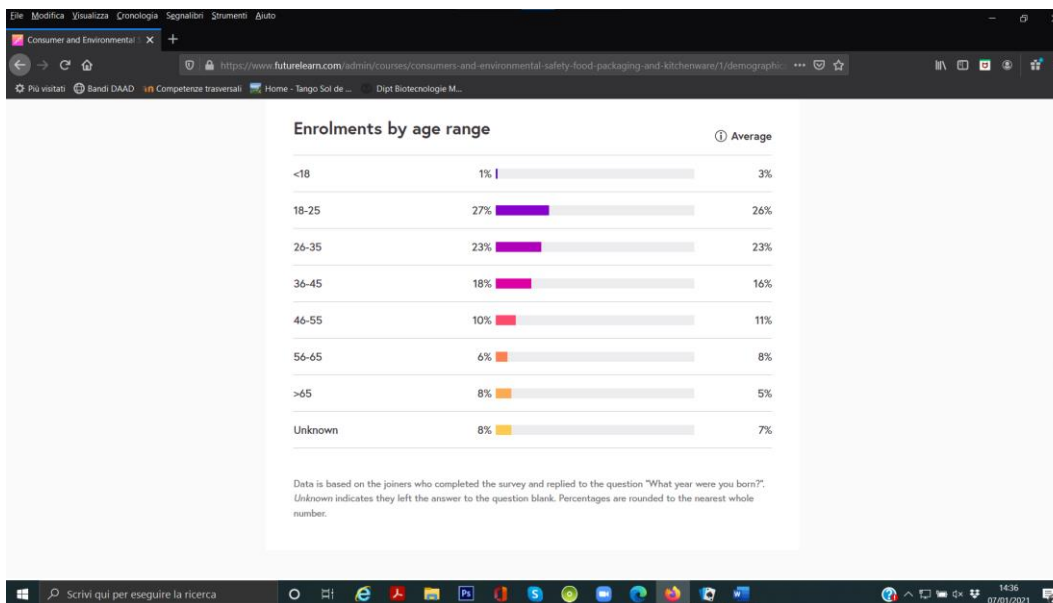 File Modifica Visualizza Cronologia Segnalibri Strumenti Aiuto
Consumer and Environmental S
https://www.futurelearn.com/admin/courses/consumers-and-environmental-safety-food-packaging-and-kitchenware/1/demographic
Più visitati Bandi DAAD Competenze trasversali Home - Tango Sol de ... Dipt Biotecnologie M...
Enrolments by age range Average
<18 1% 3%
18-25 27% 26%
26-35 23% 23%
36-45 18% 16%
46-55 10% 11%
56-65 6% 8%
>65 8% 5%
Unknown 8% 7%
Data is based on the joiners who completed the survey and replied to the question "What year were you born?".
Unknown indicates they left the answer to the question blank. Percentages are rounded to the nearest whole
number.
Scrivi qui per eseguire la ricerca
14:36
07/01/2021